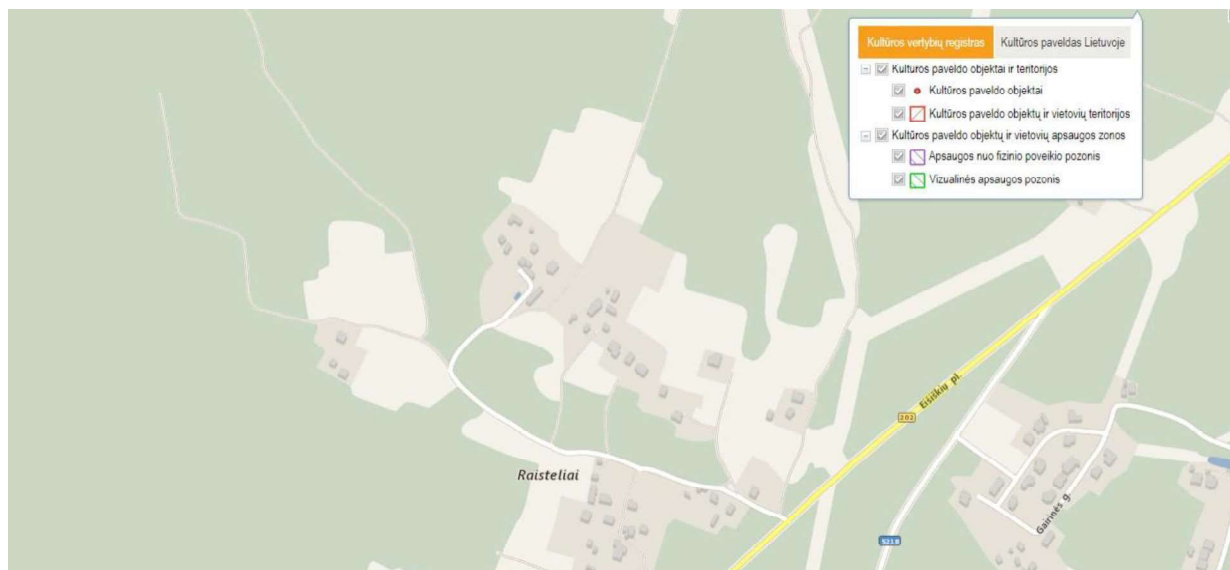 Kultūros vertybių registras
Kultūros paveldas Lietuvoje
Kultūros paveldo objektai ir teritorijos
Kultūros paveldo objektai
Kultūros paveldo objektų ir vietovių teritorijos
Kultūros paveldo objektų ir vietovių apsaugos zonos
Apsaugos nuo fizinio poveikio pozonis
Vizualinės apsaugos pozonis
Eišiškių pl.
202
Raisteliai
Gairinės g.
5218